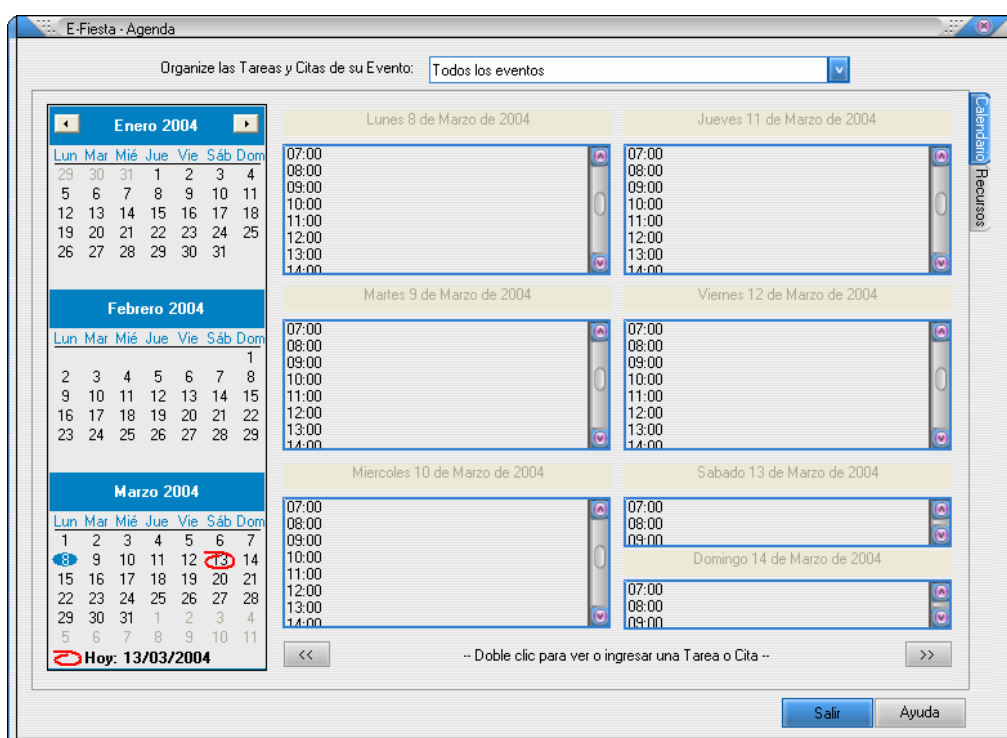 E-Fiesta - Agenda
Organize las Tareas y Citas de su Evento: Todos los eventos
Calendario
Recursos
Enero 2004
Lun Mar Mié Jue Vie Sáb Dom
29 30 31 1 2 3 4
5 6 7 8 9 10 11
12 13 14 15 16 17 18
19 20 21 22 23 24 25
26 27 28 29 30 31
Febrero 2004
Lun Mar Mié Jue Vie Sáb Dom
1
2 3 4 5 6 7 8
9 10 11 12 13 14 15
16 17 18 19 20 21 22
23 24 25 26 27 28 29
Marzo 2004
Lun Mar Mié Jue Vie Sáb Dom
1 2 3 4 5 6 7
8 9 10 11 12 13 14
15 16 17 18 19 20 21
22 23 24 25 26 27 28
29 30 31 1 2 3 4
5 6 7 8 9 10 11
Hoy: 13/03/2004
Lunes 8 de Marzo de 2004
07:00
08:00
09:00
10:00
11:00
12:00
13:00
14:00
Martes 9 de Marzo de 2004
07:00
08:00
09:00
10:00
11:00
12:00
13:00
14:00
Miercoles 10 de Marzo de 2004
07:00
08:00
09:00
10:00
11:00
12:00
13:00
14:00
Jueves 11 de Marzo de 2004
07:00
08:00
09:00
10:00
11:00
12:00
13:00
14:00
Viernes 12 de Marzo de 2004
07:00
08:00
09:00
10:00
11:00
12:00
13:00
14:00
Sabado 13 de Marzo de 2004
07:00
08:00
09:00
Domingo 14 de Marzo de 2004
07:00
08:00
09:00
<< -- Doble clic para ver o ingresar una Tarea o Cita -- >>
Salir Ayuda